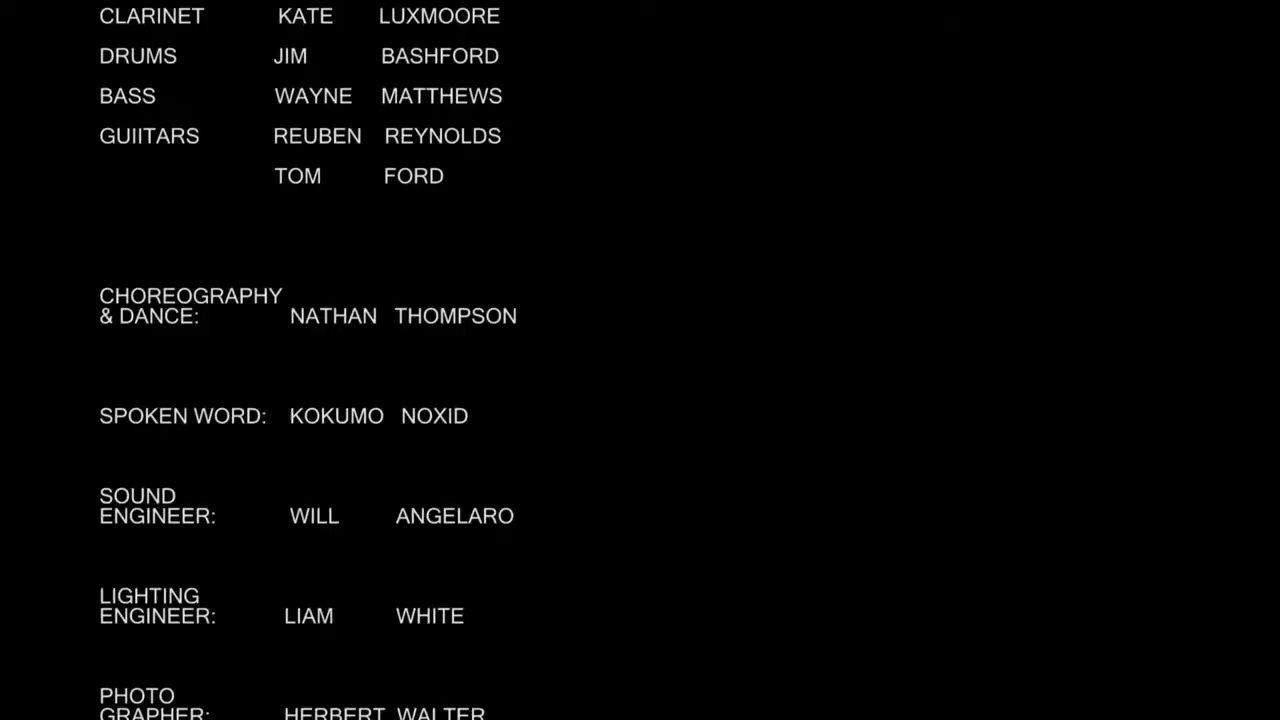 CLARINET KATE LUXMOORE
DRUMS JIM BASHFORD
BASS WAYNE MATTHEWS
GUIITARS REUBEN REYNOLDS
TOM FORD
CHOREOGRAPHY
& DANCE: NATHAN THOMPSON
SPOKEN WORD: KOKUMO NOXID
SOUND
ENGINEER: WILL ANGELARO
LIGHTING
ENGINEER: LIAM WHITE
PHOTO
GRAPHER: HERBERT WALTER